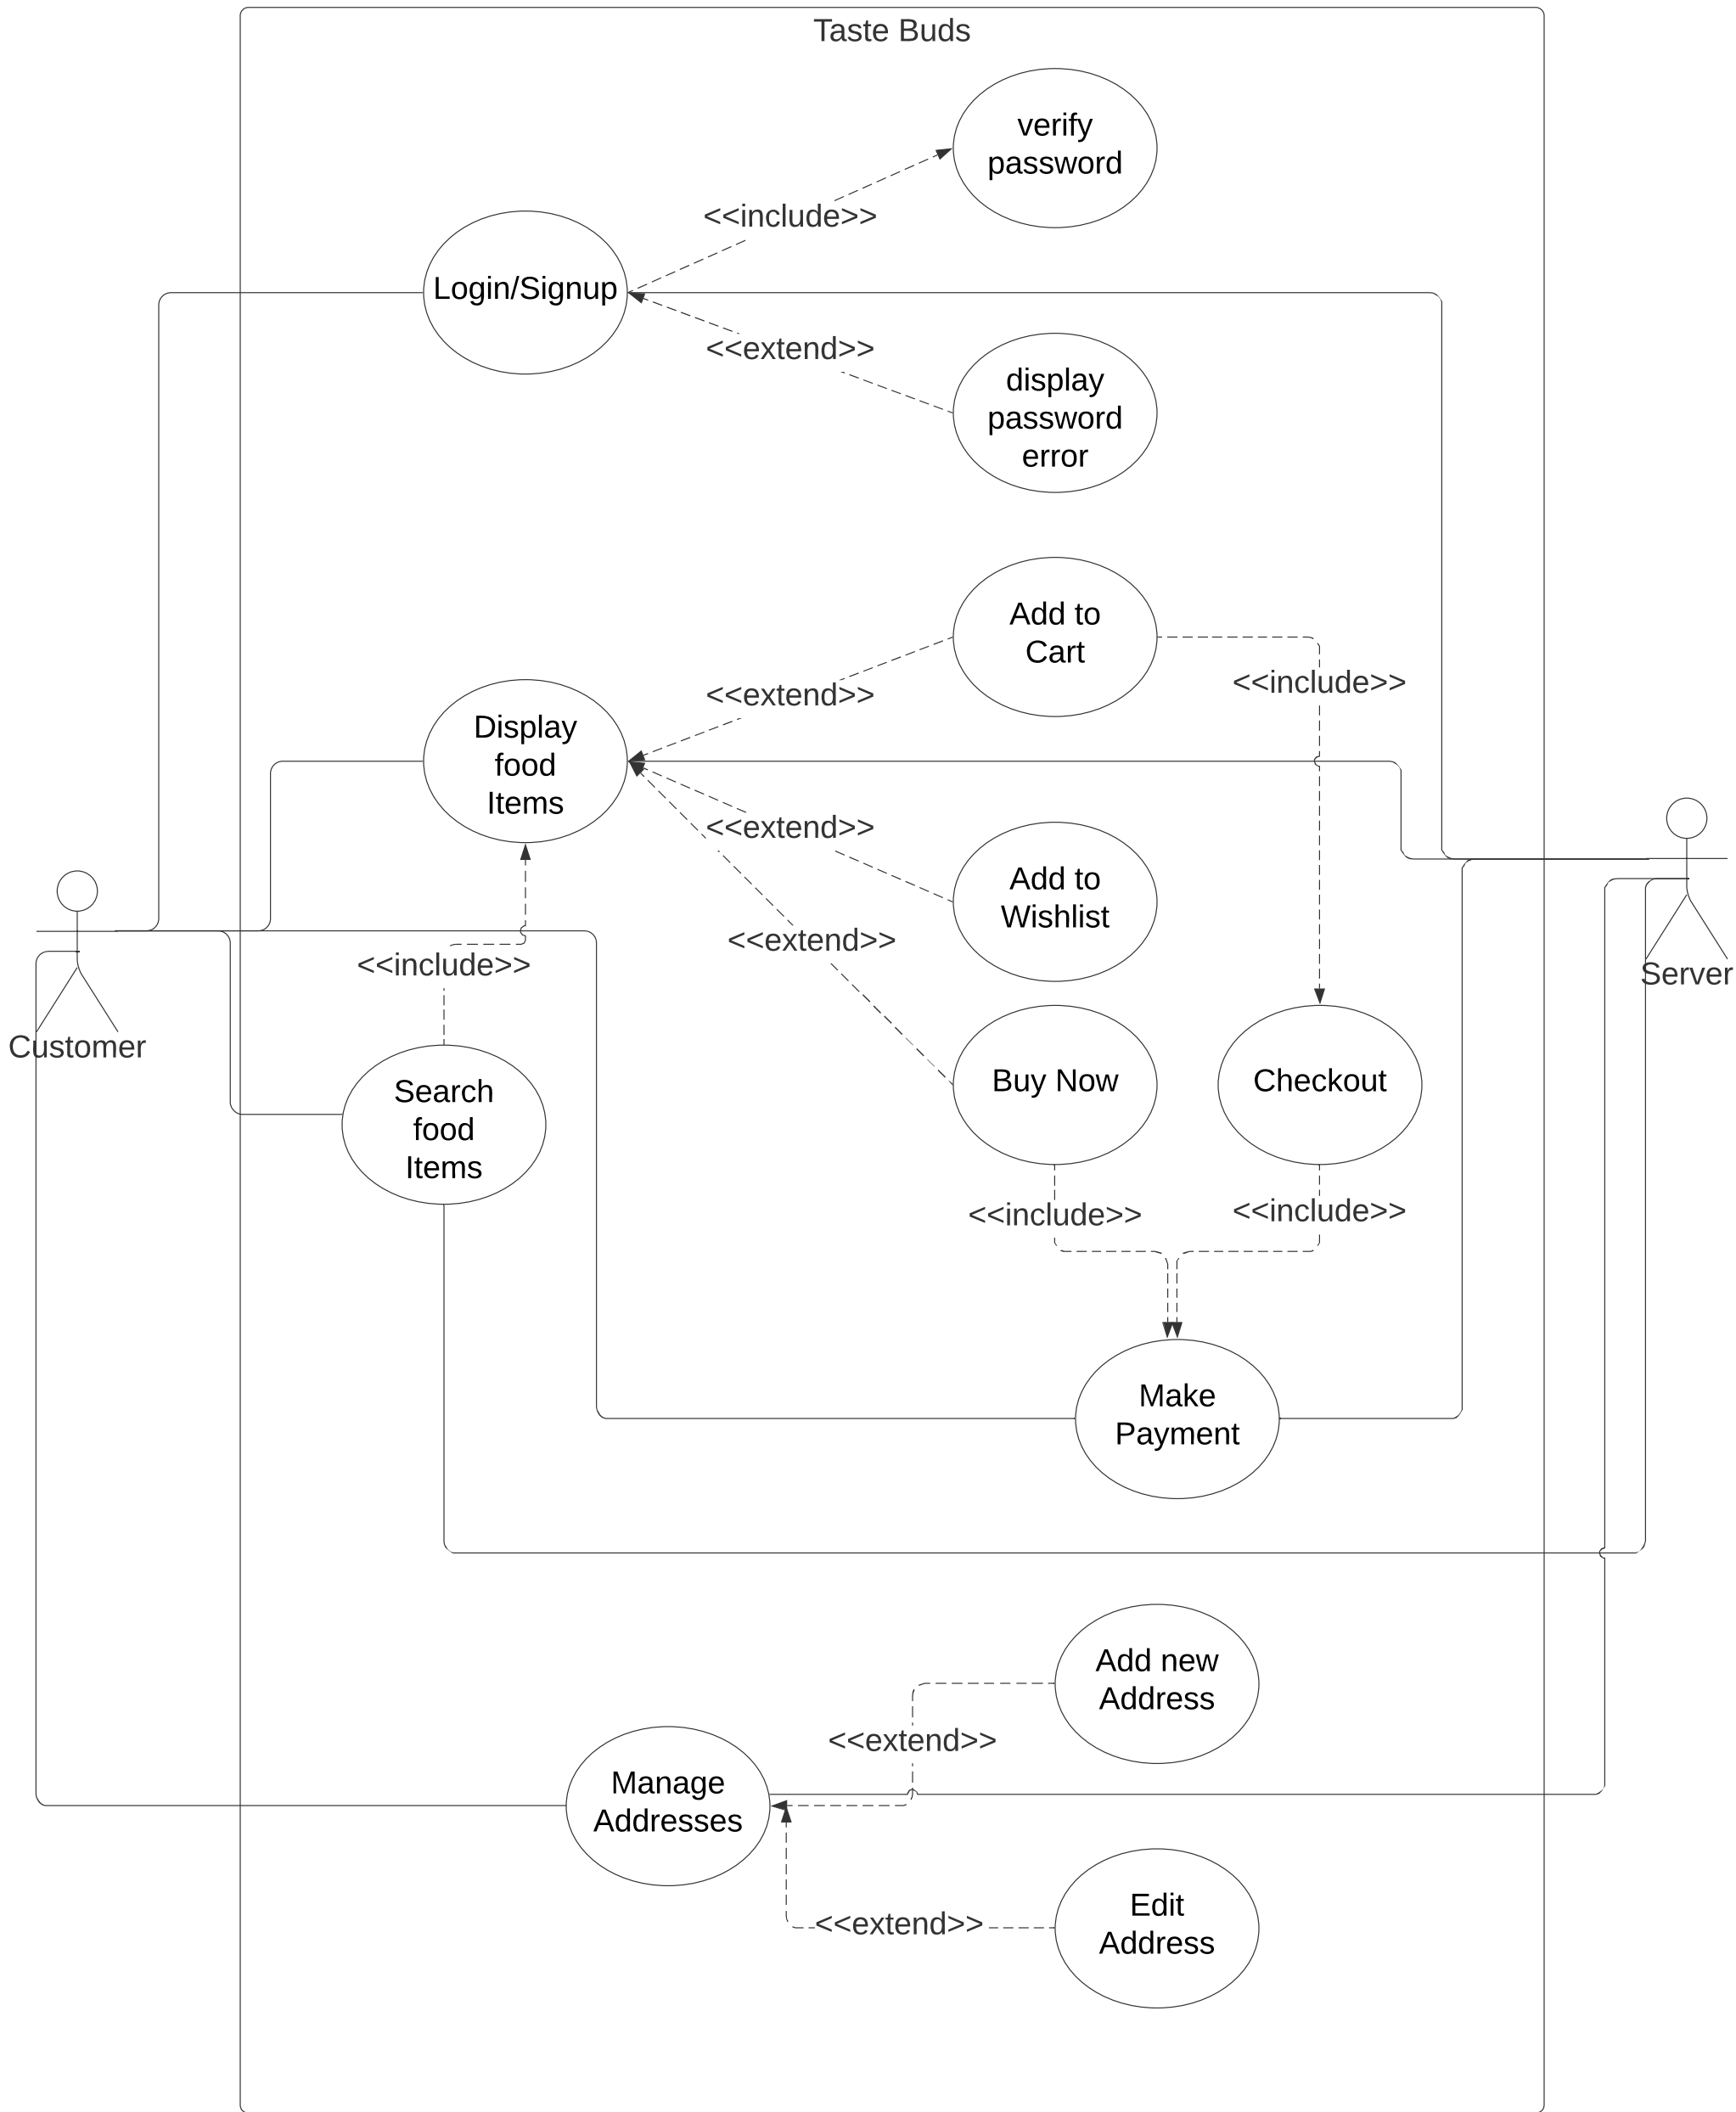 Taste Buds
verify
password
<<include>>
Login/Signup
<<extend>>
display
password
error
Add to
Cart
<<include>>
<<extend>>
Display
food
Items
<<extend>>
Add to
Wishlist
<<extend>>
<<include>>
Server
Customer
Search
food
Items
Buy Now
Checkout
<<include>>
<<include>>
Make
Payment
Add new
Address
<<extend>>
Manage
Addresses
<<extend>>
Edit
Address